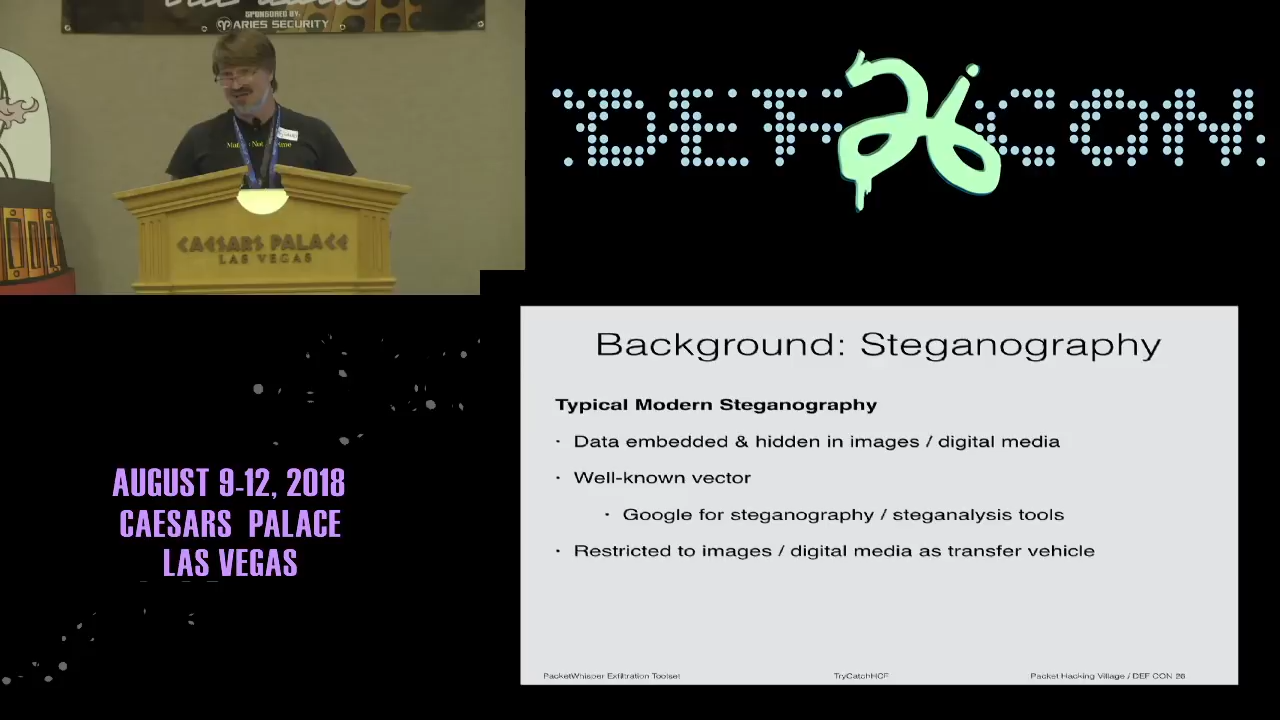 SPONSORED BY:
ARIES SECURITY
CAESARS PALACE
LAS VEGAS
DEF CON 26
AUGUST 9-12, 2018
CAESARS PALACE
LAS VEGAS
Background: Steganography
Typical Modern Steganography
· Data embedded & hidden in images / digital media
· Well-known vector
· Google for steganography / steganalysis tools
· Restricted to images / digital media as transfer vehicle
PacketWhisper Exfiltration Toolset
TryCatchHCF
Packet Hacking Village / DEF CON 26